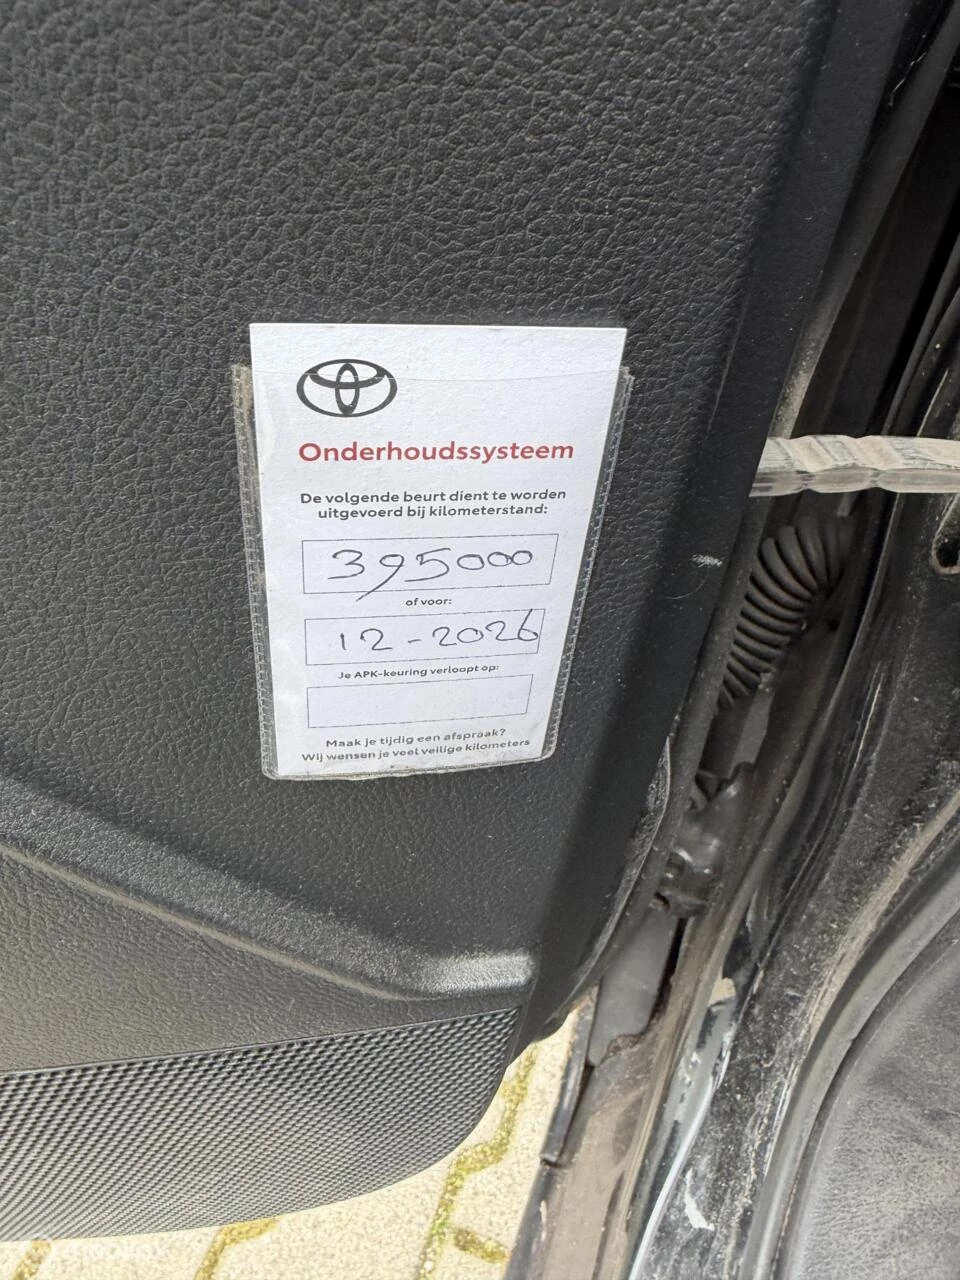 Onderhoudssysteem
De volgende beurt dient te worden
uitgevoerd bij kilometerstand:
395000
of voor:
12-2026
Je APK-keuring verloopt op:
Maak je tijdig een afspraak?
Wij wensen je veel veilige kilometers